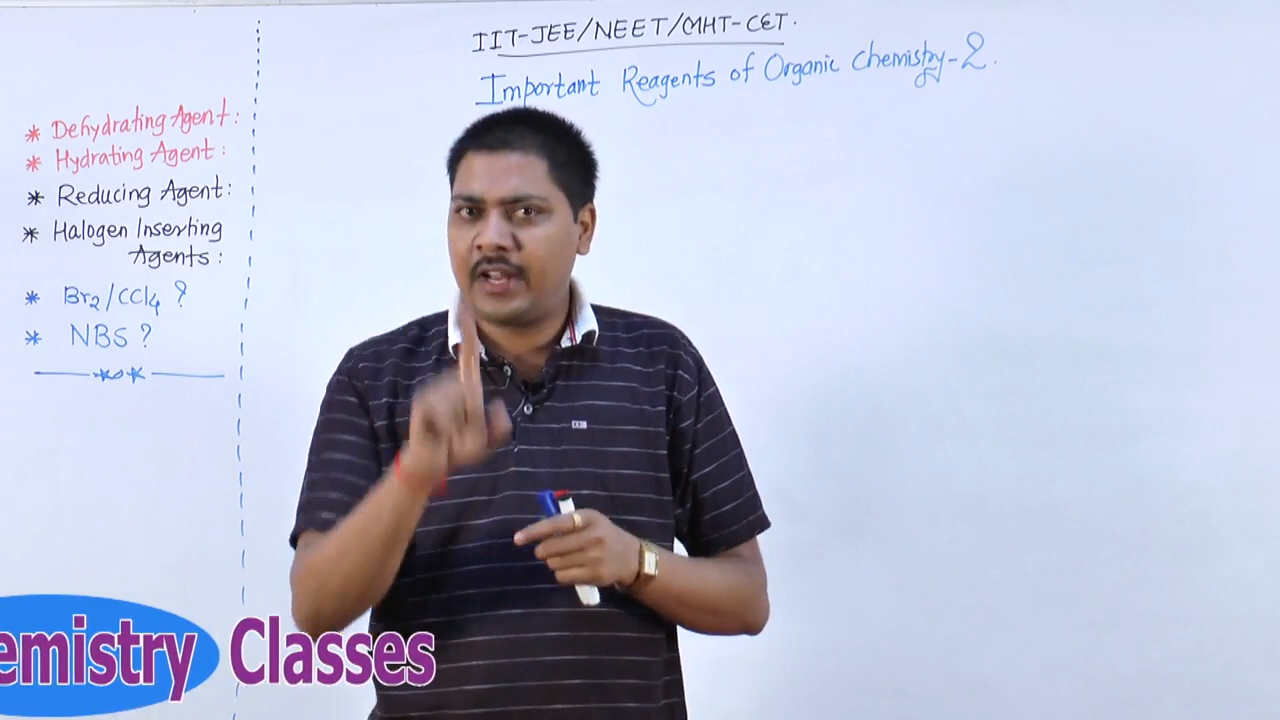 IIT-JEE/NEET/MHT-CET.
Important Reagents of Organic Chemistry-2.
* Dehydrating Agent:
* Hydrating Agent:
* Reducing Agent:
* Halogen Inserting
Agents:
* Br₂/CCl₄ ?
* NBS ?
emistry Classes